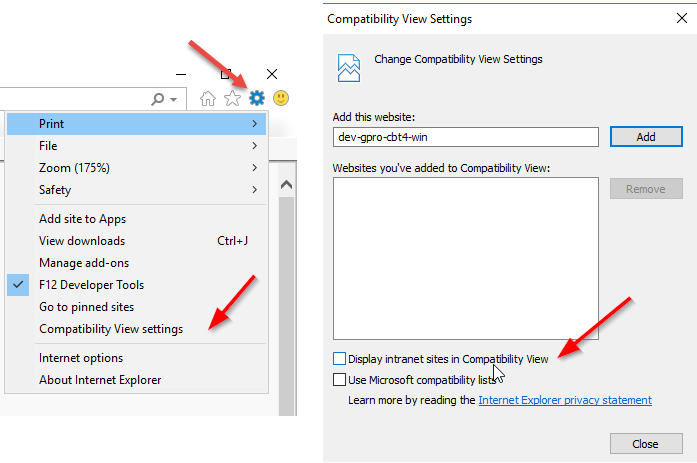 Print
File
Zoom (175%)
Safety
Add site to Apps
View downloads Ctrl+J
Manage add-ons
F12 Developer Tools
Go to pinned sites
Compatibility View settings
Internet options
About Internet Explorer
Compatibility View Settings
Change Compatibility View Settings
Add this website:
dev-gpro-cbt4-win Add
Websites you've added to Compatibility View:
Remove
Display intranet sites in Compatibility View
Use Microsoft compatibility lists
Learn more by reading the Internet Explorer privacy statement
Close